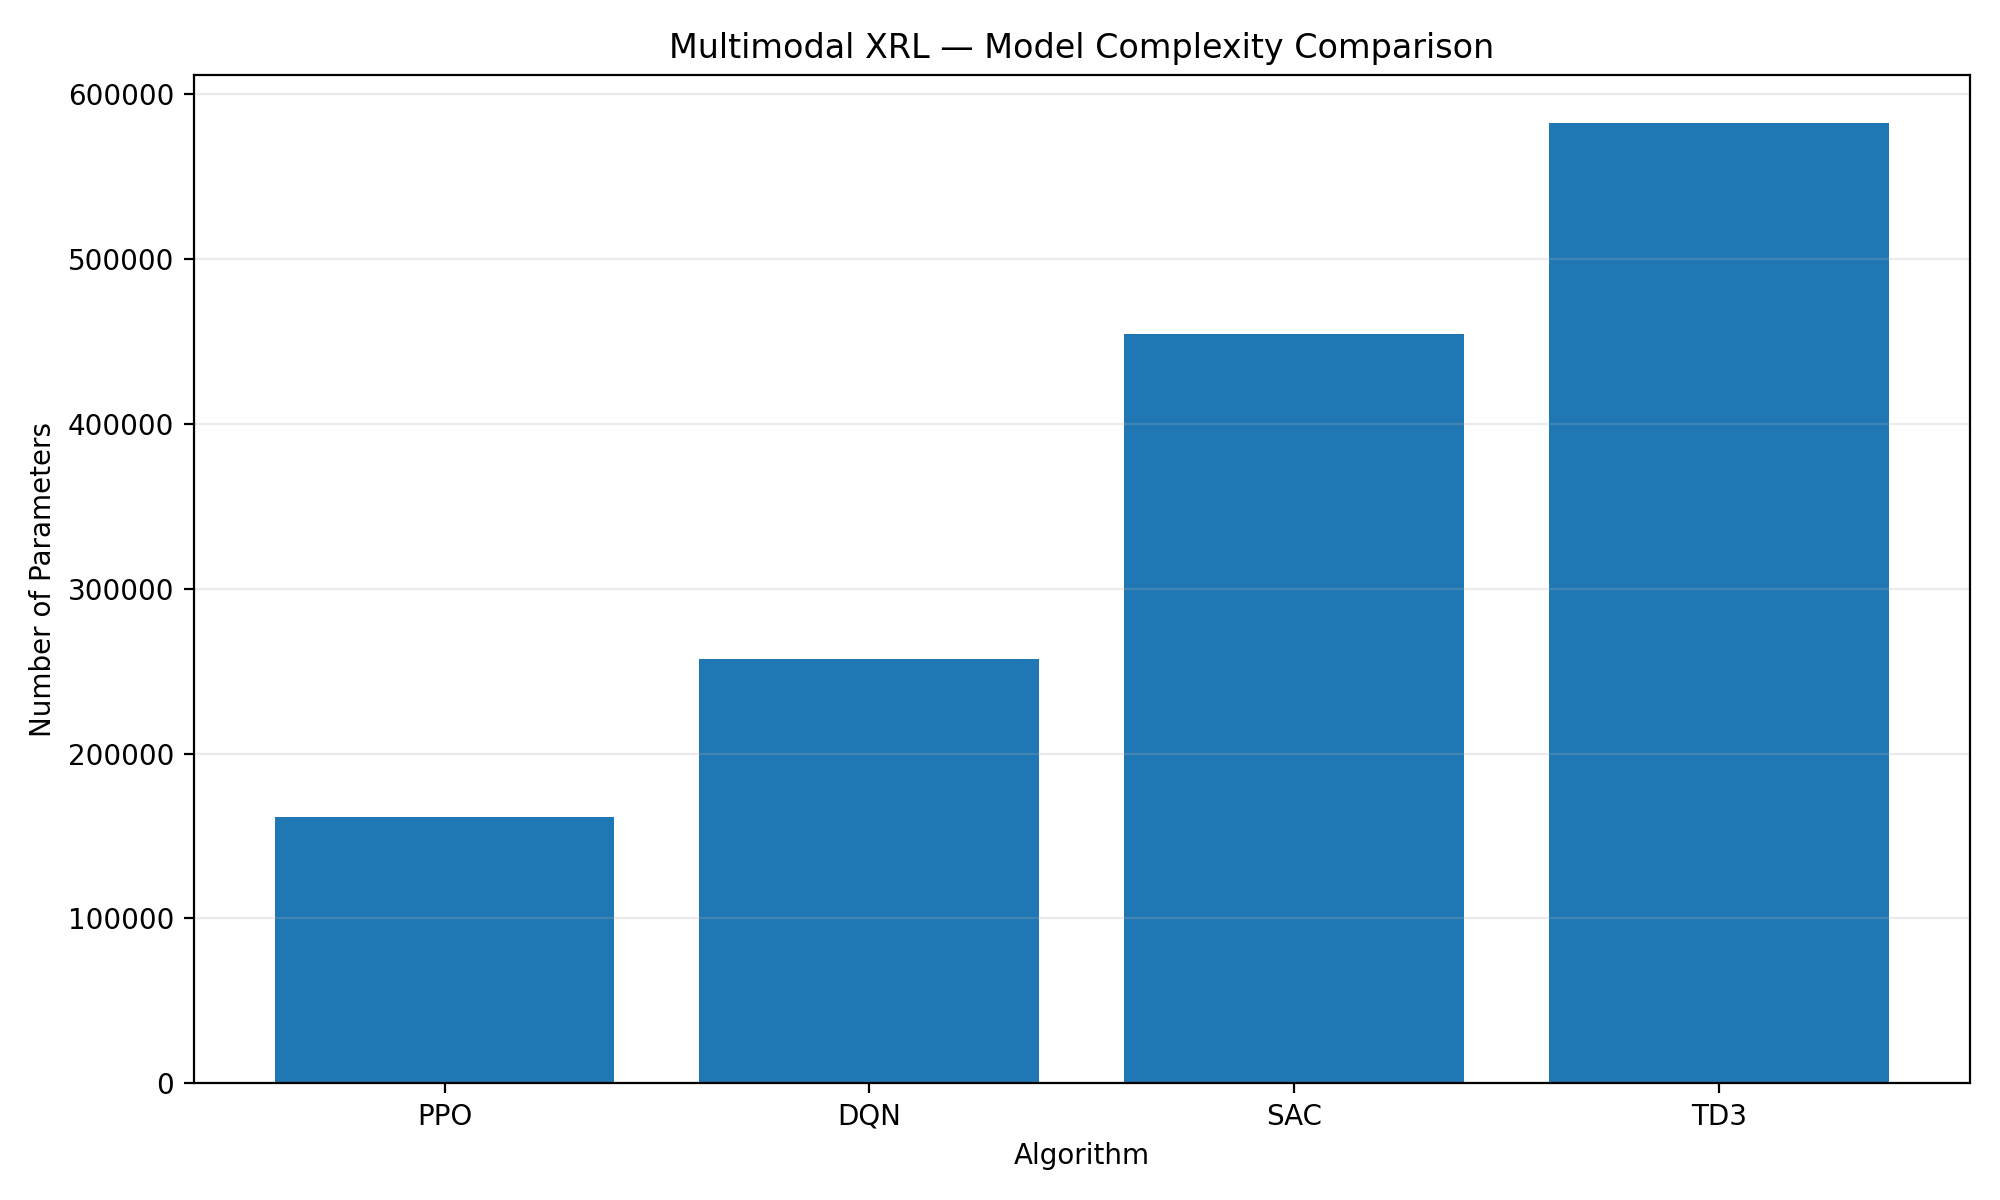 Multimodal XRL — Model Complexity Comparison
600000
500000
400000
300000
200000
100000
0
Number of Parameters
PPO
DQN
SAC
TD3
Algorithm